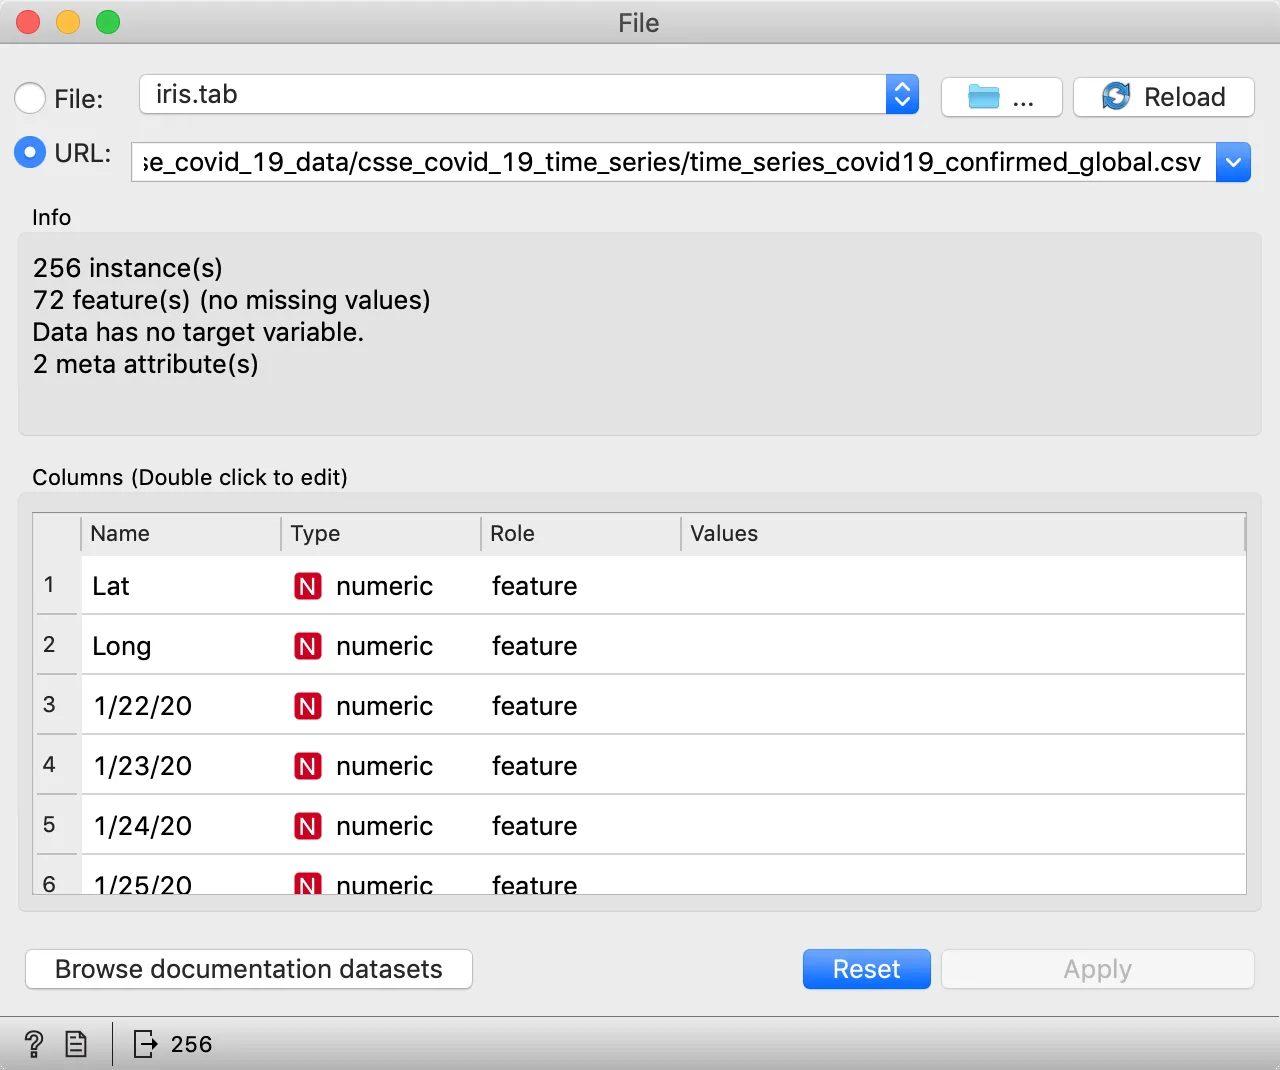 File
File: iris.tab ... Reload
URL: se_covid_19_data/csse_covid_19_time_series/time_series_covid19_confirmed_global.csv
Info
256 instance(s)
72 feature(s) (no missing values)
Data has no target variable.
2 meta attribute(s)
Columns (Double click to edit)
Name Type Role Values
1 Lat N numeric feature
2 Long N numeric feature
3 1/22/20 N numeric feature
4 1/23/20 N numeric feature
5 1/24/20 N numeric feature
6 1/25/20 N numeric feature
Browse documentation datasets Reset Apply
? 256